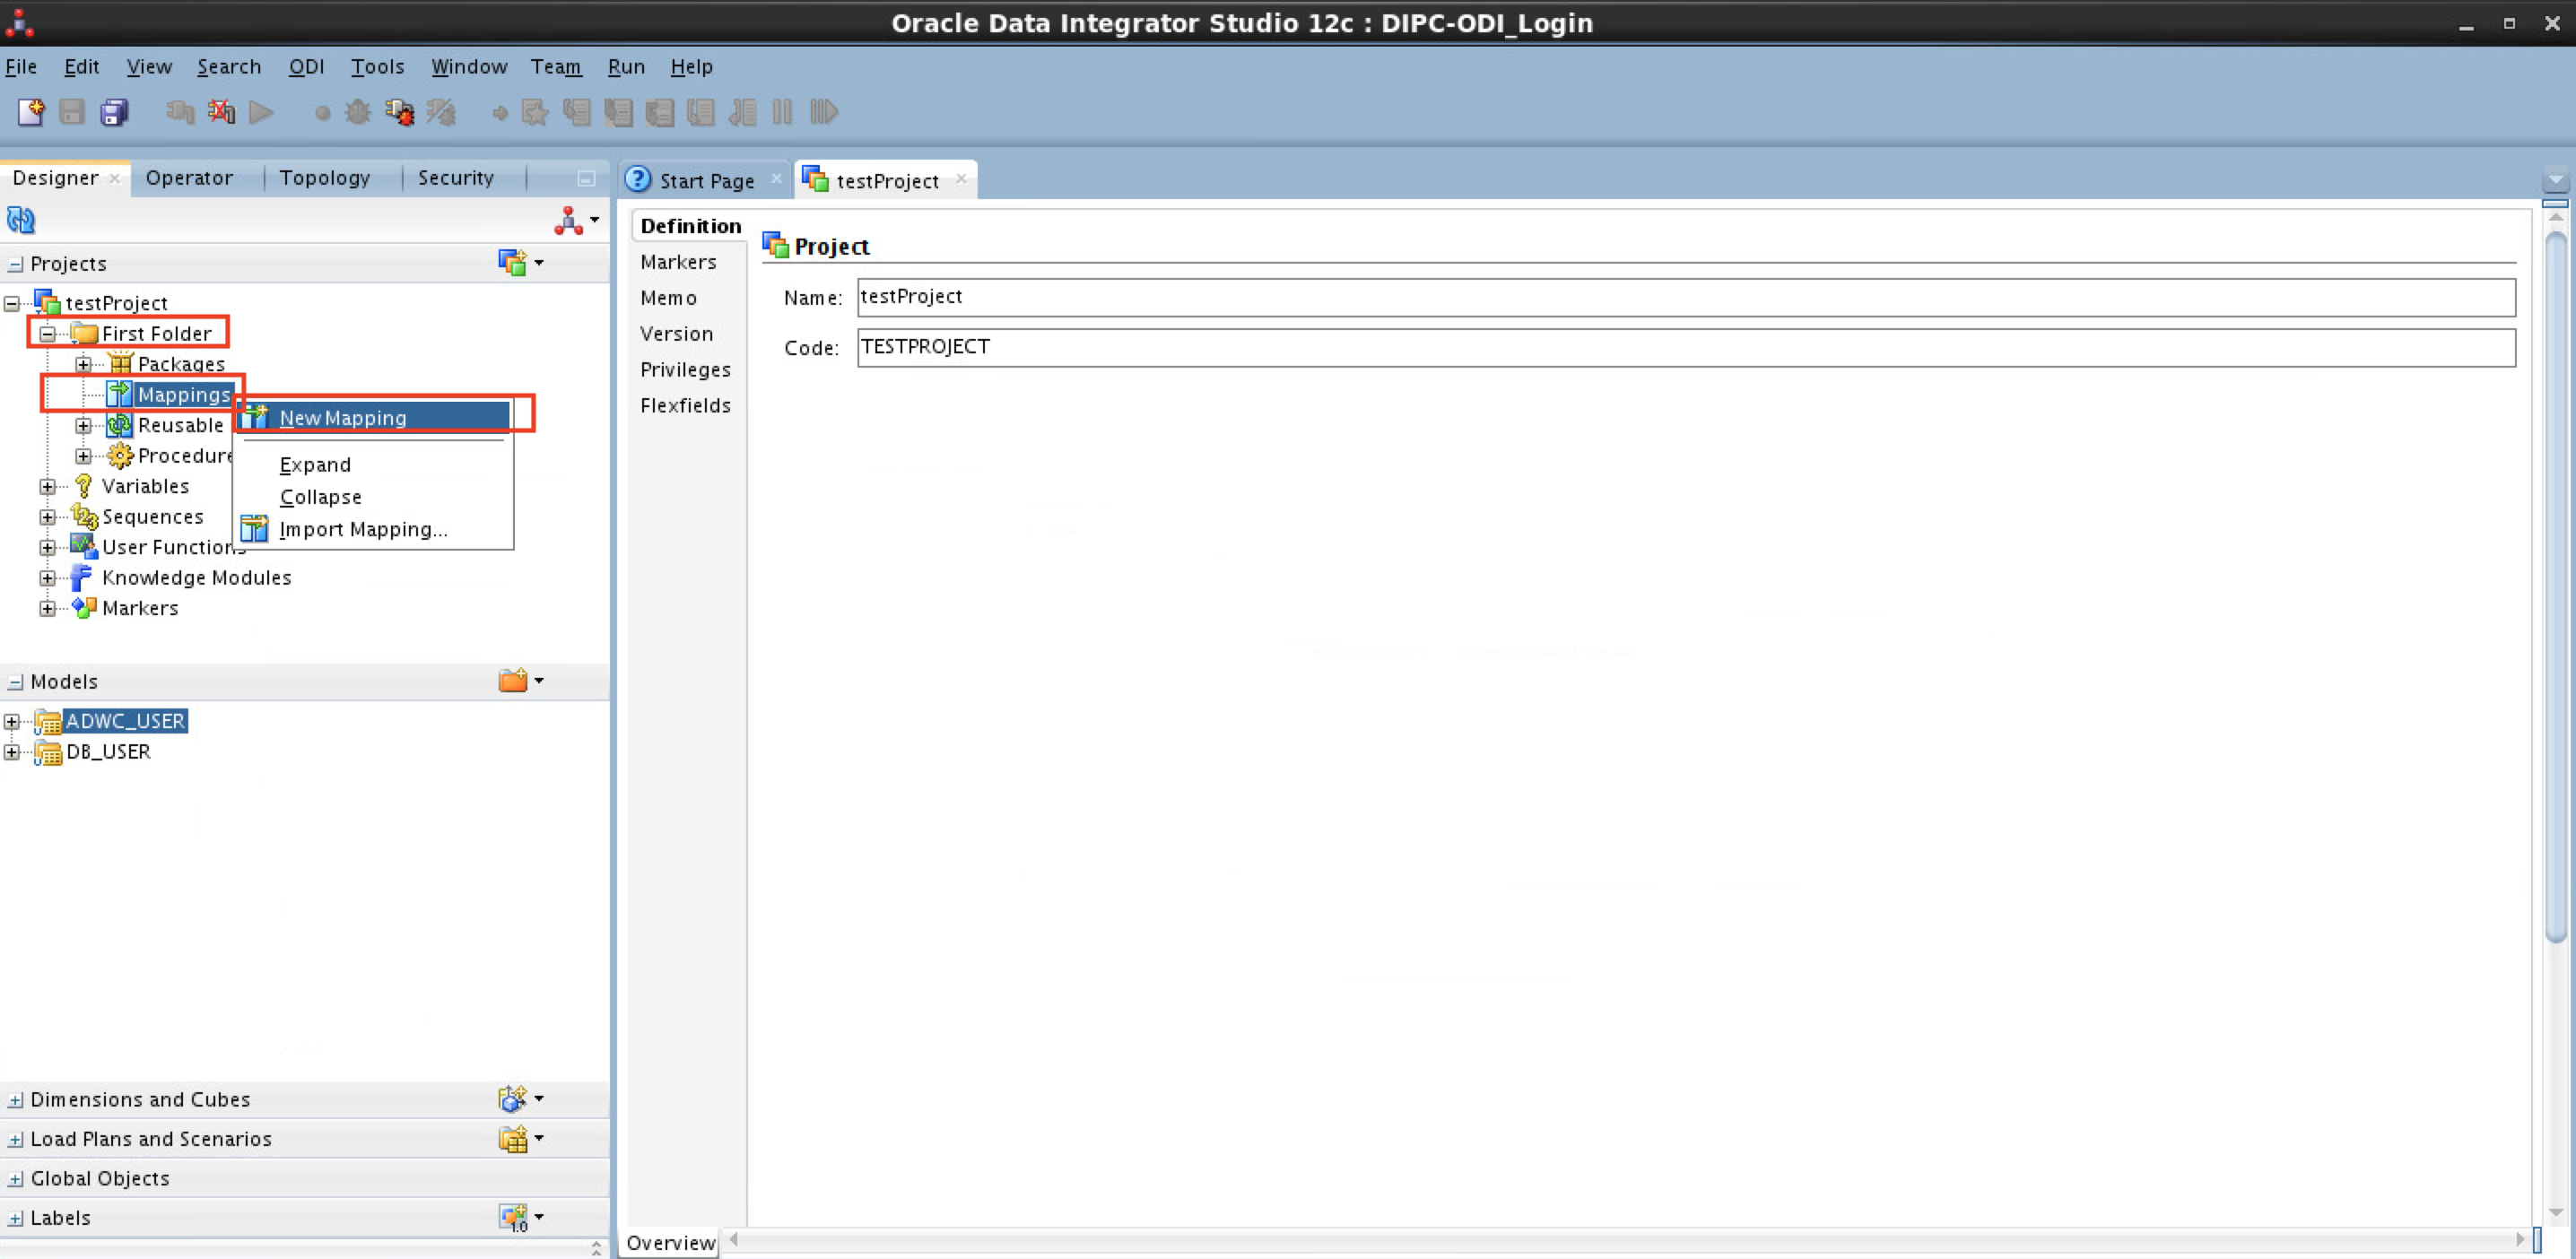 Oracle Data Integrator Studio 12c : DIPC-ODI_Login
File Edit View Search ODI Tools Window Team Run Help
Designer Operator Topology Security
Projects
testProject
First Folder
Packages
Mappings
Reusable
Procedure
Variables
Sequences
User Functions
Knowledge Modules
Markers
New Mapping
Expand
Collapse
Import Mapping...
Models
ADWC_USER
DB_USER
Dimensions and Cubes
Load Plans and Scenarios
Global Objects
Labels
1.0
Start Page testProject
Definition
Markers
Memo
Version
Privileges
Flexfields
Project
Name: testProject
Code: TESTPROJECT
Overview